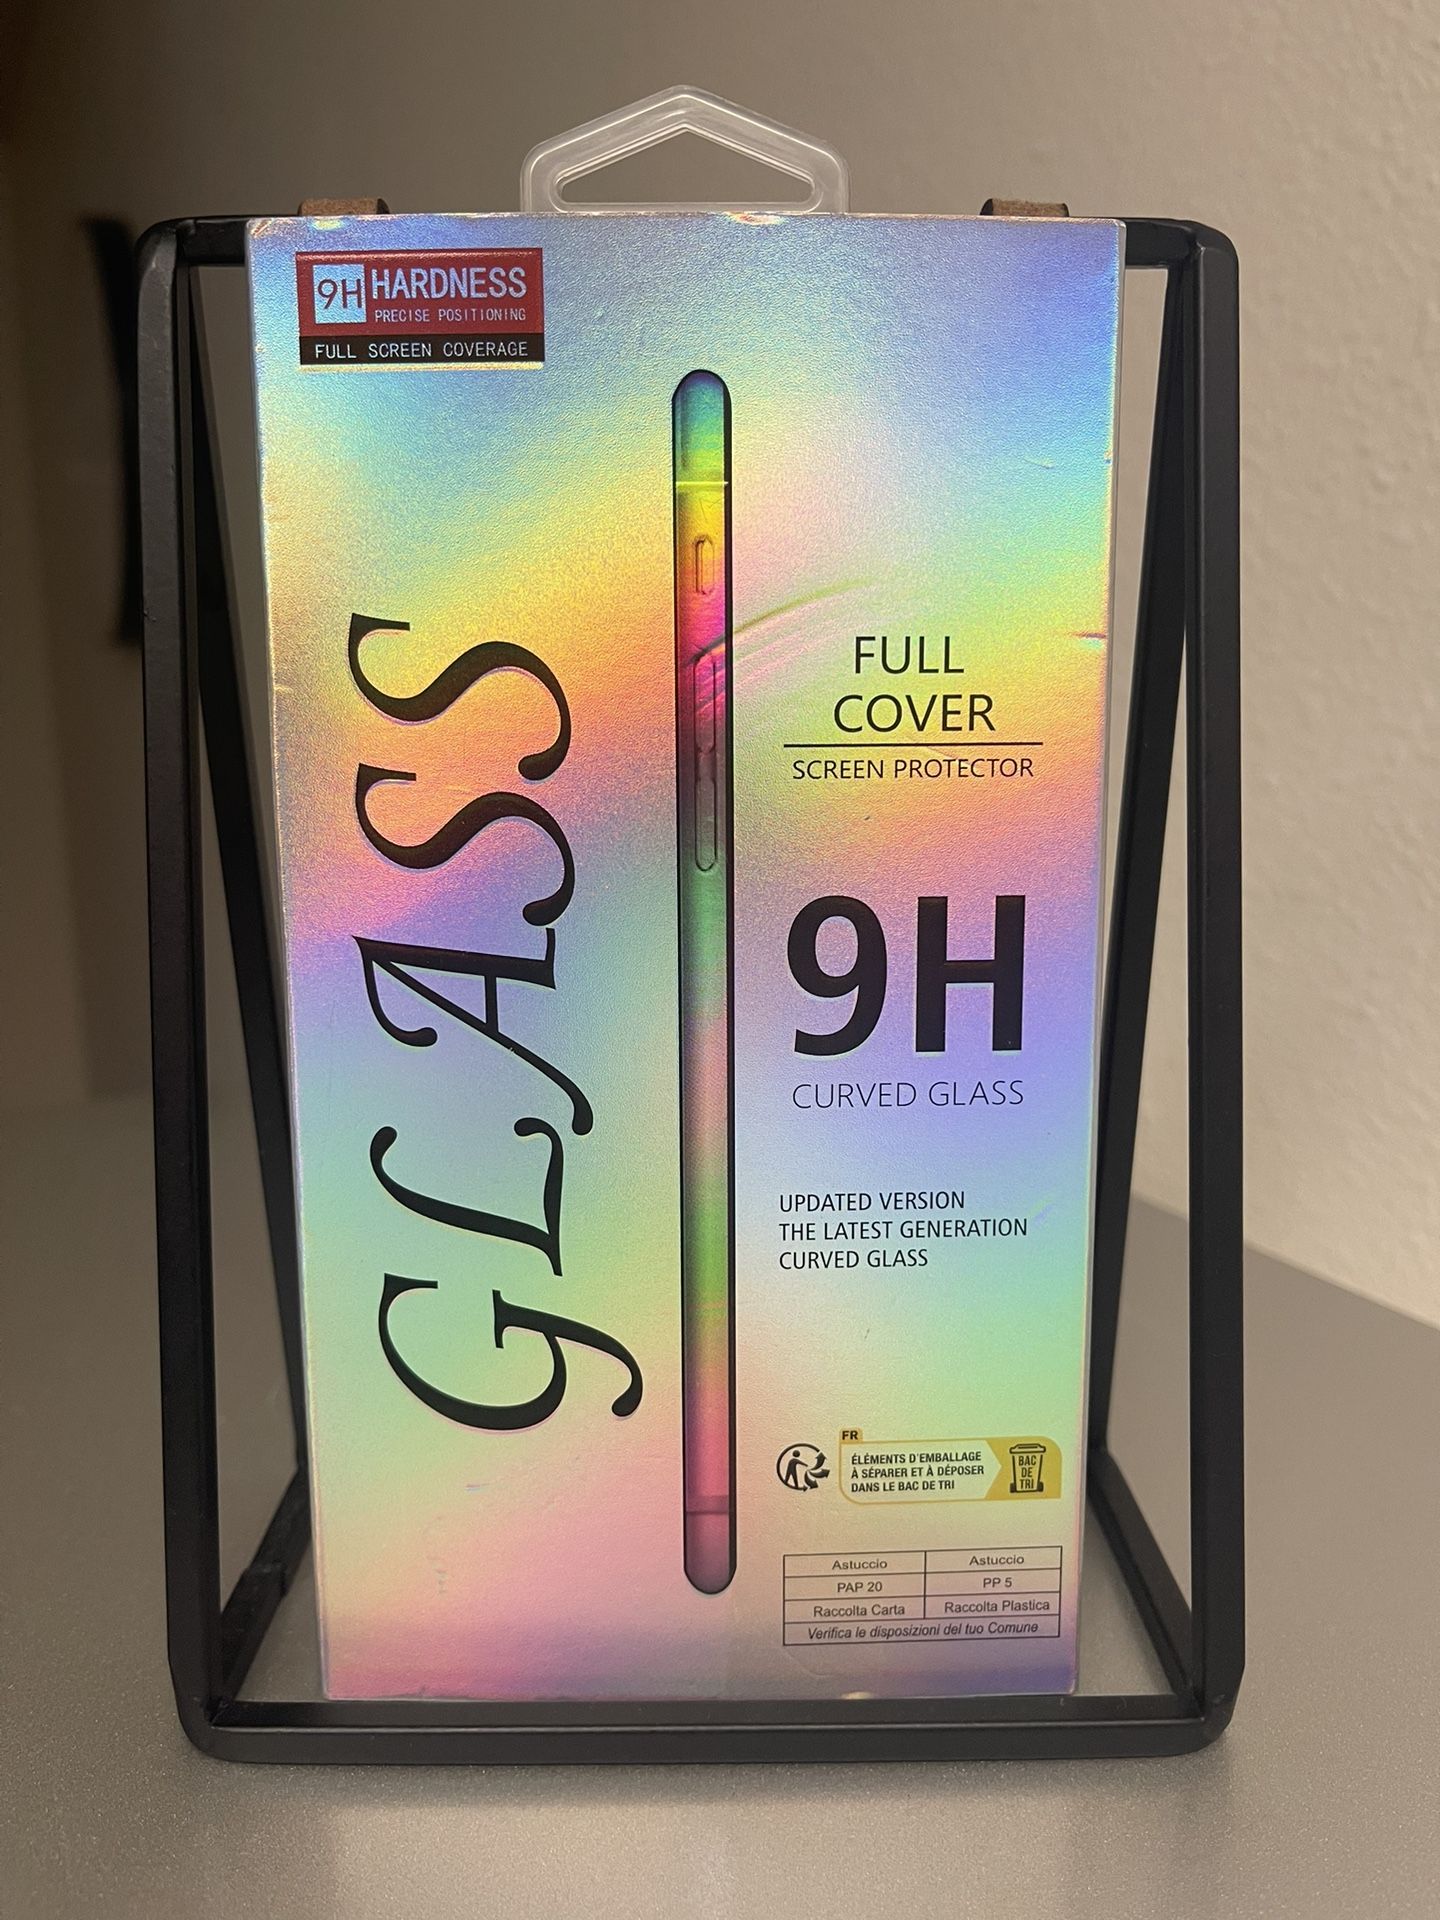 9H HARDNESS
PRECISE POSITIONING
FULL SCREEN COVERAGE
GLASS
FULL
COVER
SCREEN PROTECTOR
9H
CURVED GLASS
UPDATED VERSION
THE LATEST GENERATION
CURVED GLASS
FR
ÉLÉMENTS D'EMBALLAGE
À SÉPARER ET À DÉPOSER
DANS LE BAC DE TRI
BAC
DE
TRI
Astuccio Astuccio
PAP 20 PP 5
Raccolta Carta Raccolta Plastica
Verifica le disposizioni del tuo Comune